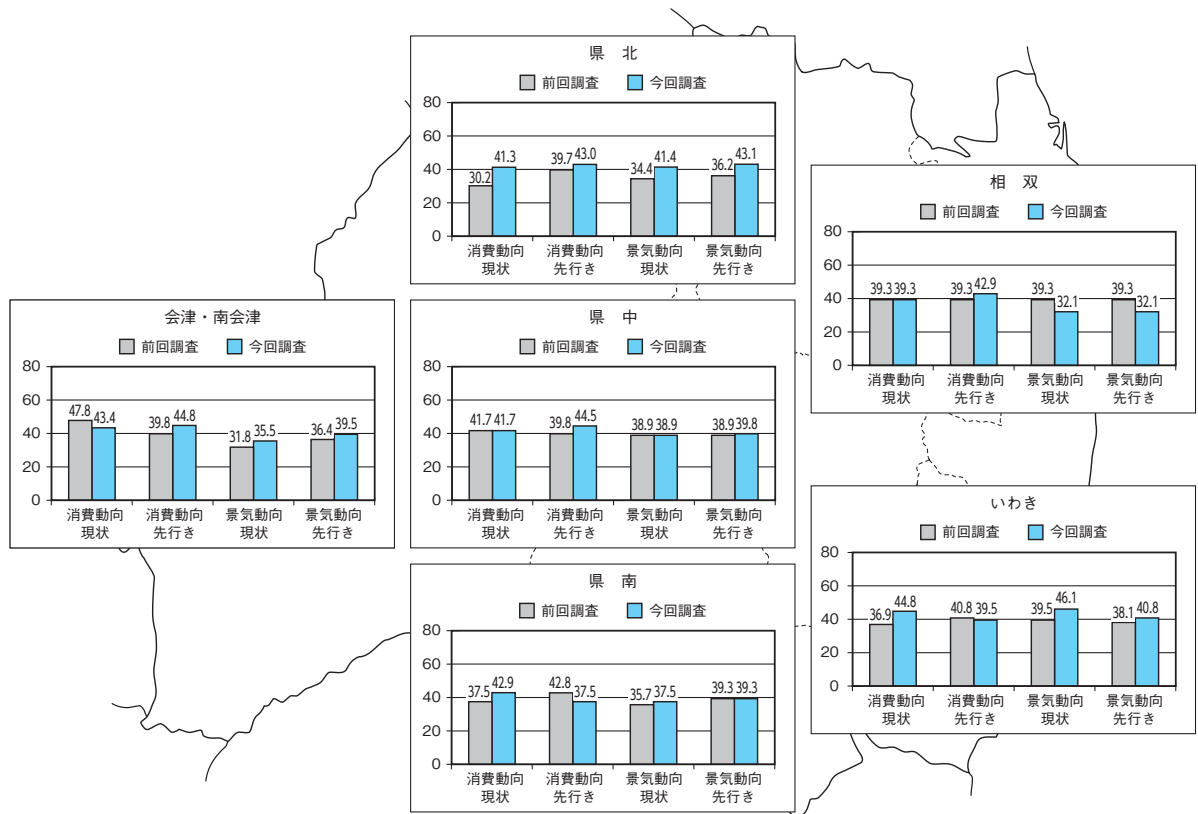 県 北
前回調査 今回調査
80
60
40
20
0
30.2 41.3 39.7 43.0 34.4 41.4 36.2 43.1
消費動向 消費動向 景気動向 景気動向
現状 先行き 現状 先行き
相 双
前回調査 今回調査
80
60
40
20
0
39.3 39.3 39.3 42.9 39.3 32.1 39.3 32.1
消費動向 消費動向 景気動向 景気動向
現状 先行き 現状 先行き
会津・南会津
前回調査 今回調査
80
60
40
20
0
47.8 43.4 39.8 44.8 31.8 35.5 36.4 39.5
消費動向 消費動向 景気動向 景気動向
現状 先行き 現状 先行き
県 中
前回調査 今回調査
80
60
40
20
0
41.7 41.7 39.8 44.5 38.9 38.9 38.9 39.8
消費動向 消費動向 景気動向 景気動向
現状 先行き 現状 先行き
いわき
前回調査 今回調査
80
60
40
20
0
36.9 44.8 40.8 39.5 39.5 46.1 38.1 40.8
消費動向 消費動向 景気動向 景気動向
現状 先行き 現状 先行き
県 南
前回調査 今回調査
80
60
40
20
0
37.5 42.9 42.8 37.5 35.7 37.5 39.3 39.3
消費動向 消費動向 景気動向 景気動向
現状 先行き 現状 先行き